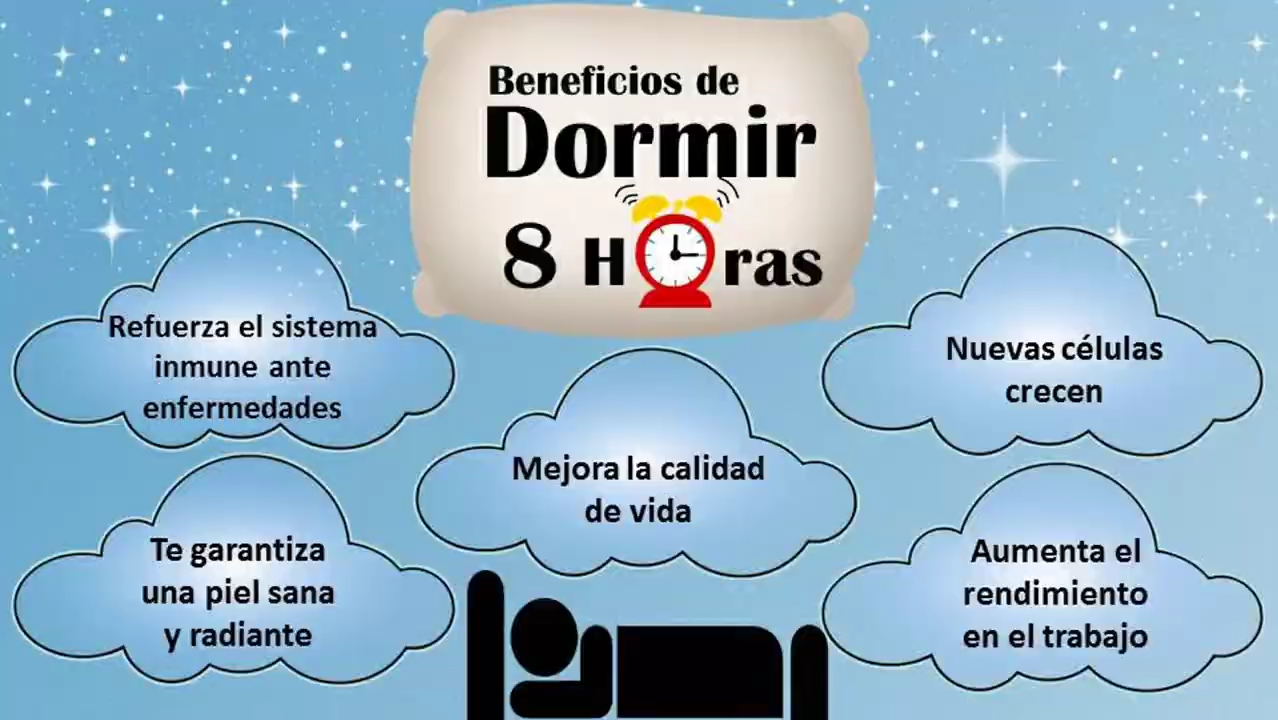 Beneficios de
Dormir
8 Horas
Refuerza el sistema
inmune ante
enfermedades
Nuevas células
crecen
Mejora la calidad
de vida
Te garantiza
una piel sana
y radiante
Aumenta el
rendimiento
en el trabajo